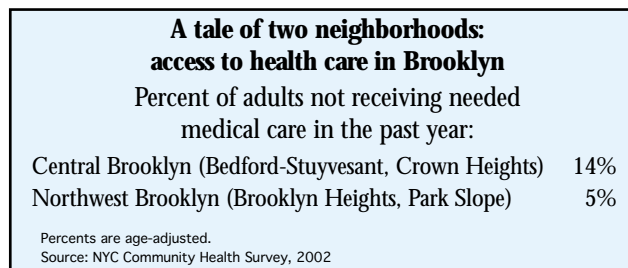 A tale of two neighborhoods:
access to health care in Brooklyn
Percent of adults not receiving needed
medical care in the past year:
Central Brooklyn (Bedford-Stuyvesant, Crown Heights) 14%
Northwest Brooklyn (Brooklyn Heights, Park Slope) 5%
Percents are age-adjusted.
Source: NYC Community Health Survey, 2002